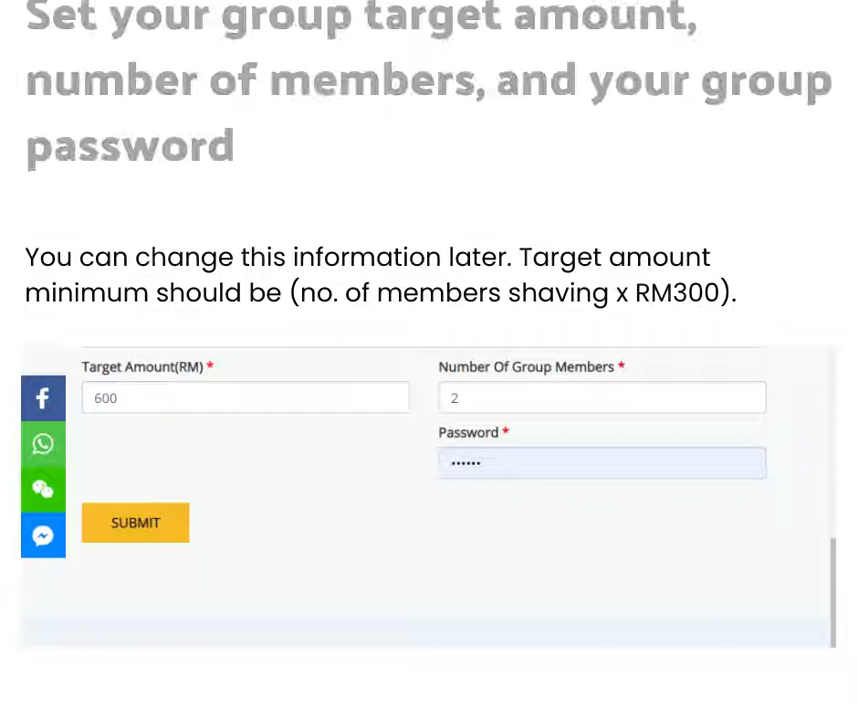 Set your group target amount,
number of members, and your group
password
You can change this information later. Target amount
minimum should be (no. of members shaving x RM300).
Target Amount(RM) *
Number Of Group Members *
600
2
Password *
••••••
SUBMIT